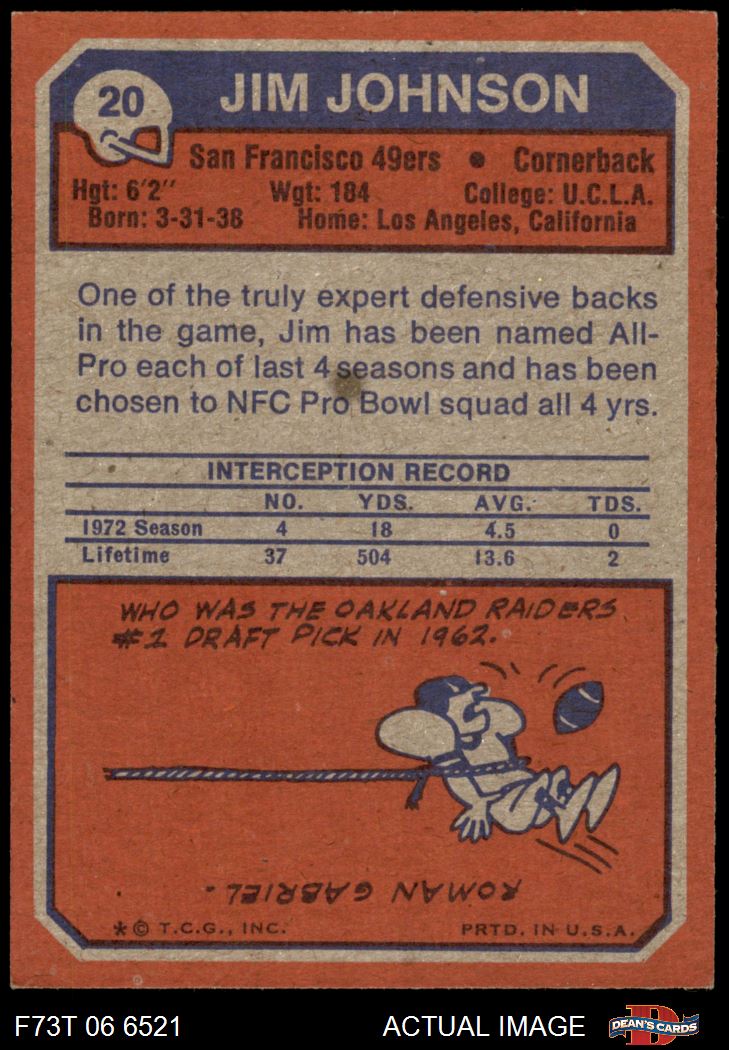 20
JIM JOHNSON
San Francisco 49ers • Cornerback
Hgt: 6'2" Wgt: 184 College: U.C.L.A.
Born: 3-31-38 Home: Los Angeles, California
One of the truly expert defensive backs
in the game, Jim has been named All-
Pro each of last 4 seasons and has been
chosen to NFC Pro Bowl squad all 4 yrs.
INTERCEPTION RECORD
NO. YDS. AVG. TDS.
1972 Season 4 18 4.5 0
Lifetime 37 504 13.6 2
WHO WAS THE OAKLAND RAIDERS
#1 DRAFT PICK IN 1962.
ROMAN GABRIEL.
* © T.C.G., INC. PRTD. IN U.S.A.
F73T 06 6521 ACTUAL IMAGE D DEAN'S CARDS